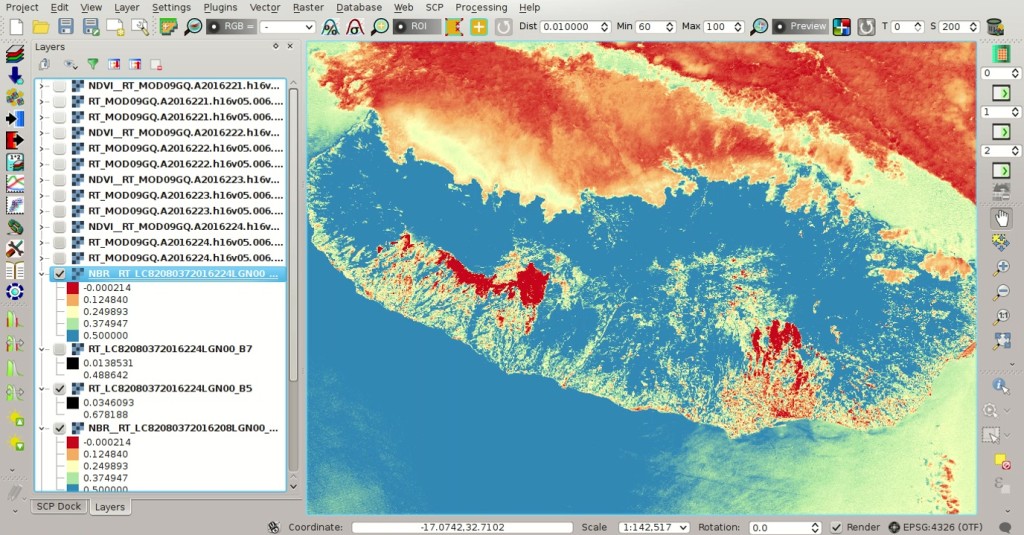 Project Edit View Layer Settings Plugins Vector Raster Database Web SCP Processing Help
RGB = - ROI Dist 0.010000 Min 60 Max 100 Preview T 0 S 200
Layers
NDVI__RT_MOD09GQ.A2016221.h16v...
RT_MOD09GQ.A2016221.h16v05.006....
RT_MOD09GQ.A2016221.h16v05.006....
NDVI__RT_MOD09GQ.A2016222.h16v...
RT_MOD09GQ.A2016222.h16v05.006....
RT_MOD09GQ.A2016222.h16v05.006....
NDVI__RT_MOD09GQ.A2016223.h16v...
RT_MOD09GQ.A2016223.h16v05.006....
RT_MOD09GQ.A2016223.h16v05.006....
NDVI__RT_MOD09GQ.A2016224.h16v...
RT_MOD09GQ.A2016224.h16v05.006....
RT_MOD09GQ.A2016224.h16v05.006....
NBR__RT_LC82080372016224LGN00_...
-0.000214
0.124840
0.249893
0.374947
0.500000
RT_LC82080372016224LGN00_B7
0.0138531
0.488642
RT_LC82080372016224LGN00_B5
0.0346093
0.678188
NBR__RT_LC82080372016208LGN00_...
-0.000214
0.124840
0.249893
0.374947
0.500000
SCP Dock Layers
0
1
2
Coordinate: -17.0742,32.7102 Scale 1:142,517 Rotation: 0.0 Render EPSG:4326 (OTF)